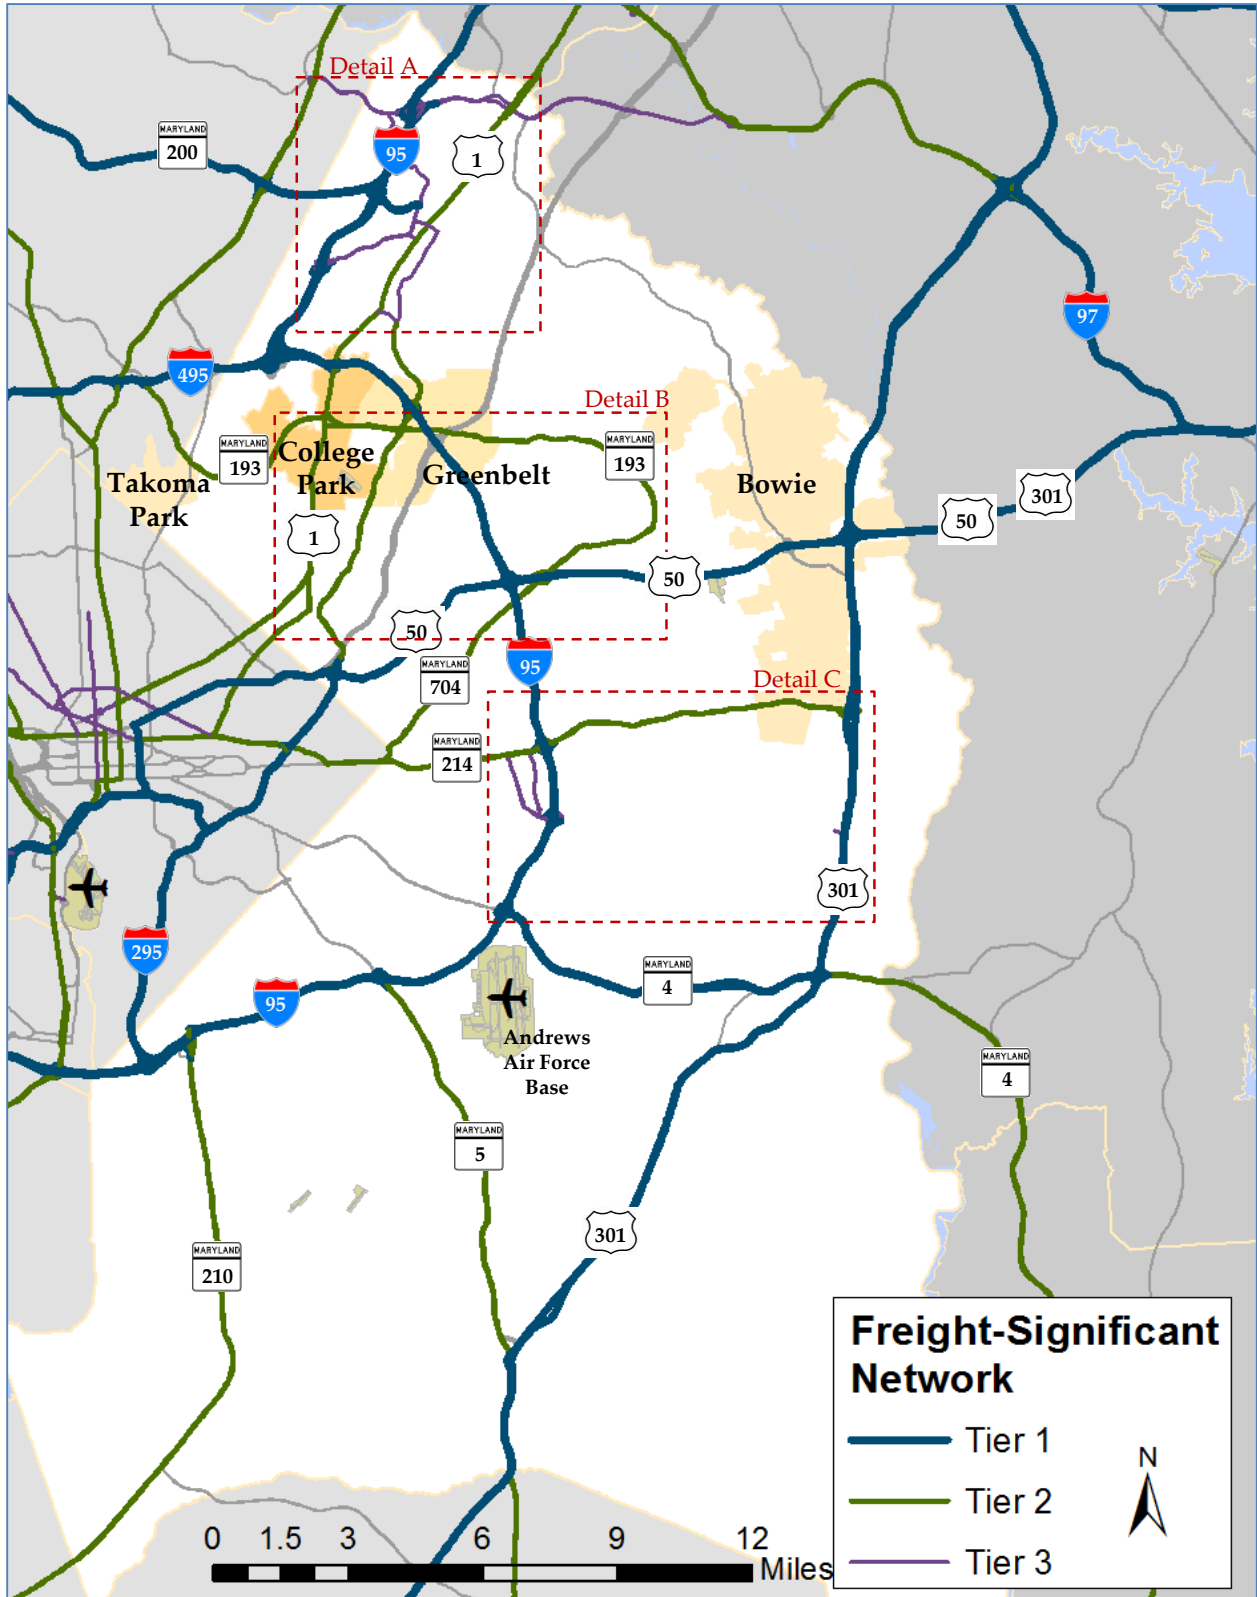 Detail A
MARYLAND
200
95
1
97
495
Detail B
MARYLAND
193
College
Park
Greenbelt
MARYLAND
193
Takoma
Park
Bowie
301
50
1
50
50
95
MARYLAND
704
Detail C
MARYLAND
214
301
295
95
MARYLAND
4
Andrews
Air Force
Base
MARYLAND
4
MARYLAND
5
301
MARYLAND
210
Freight-Significant
Network
Tier 1
Tier 2
Tier 3
N
0 1.5 3 6 9 12
Miles